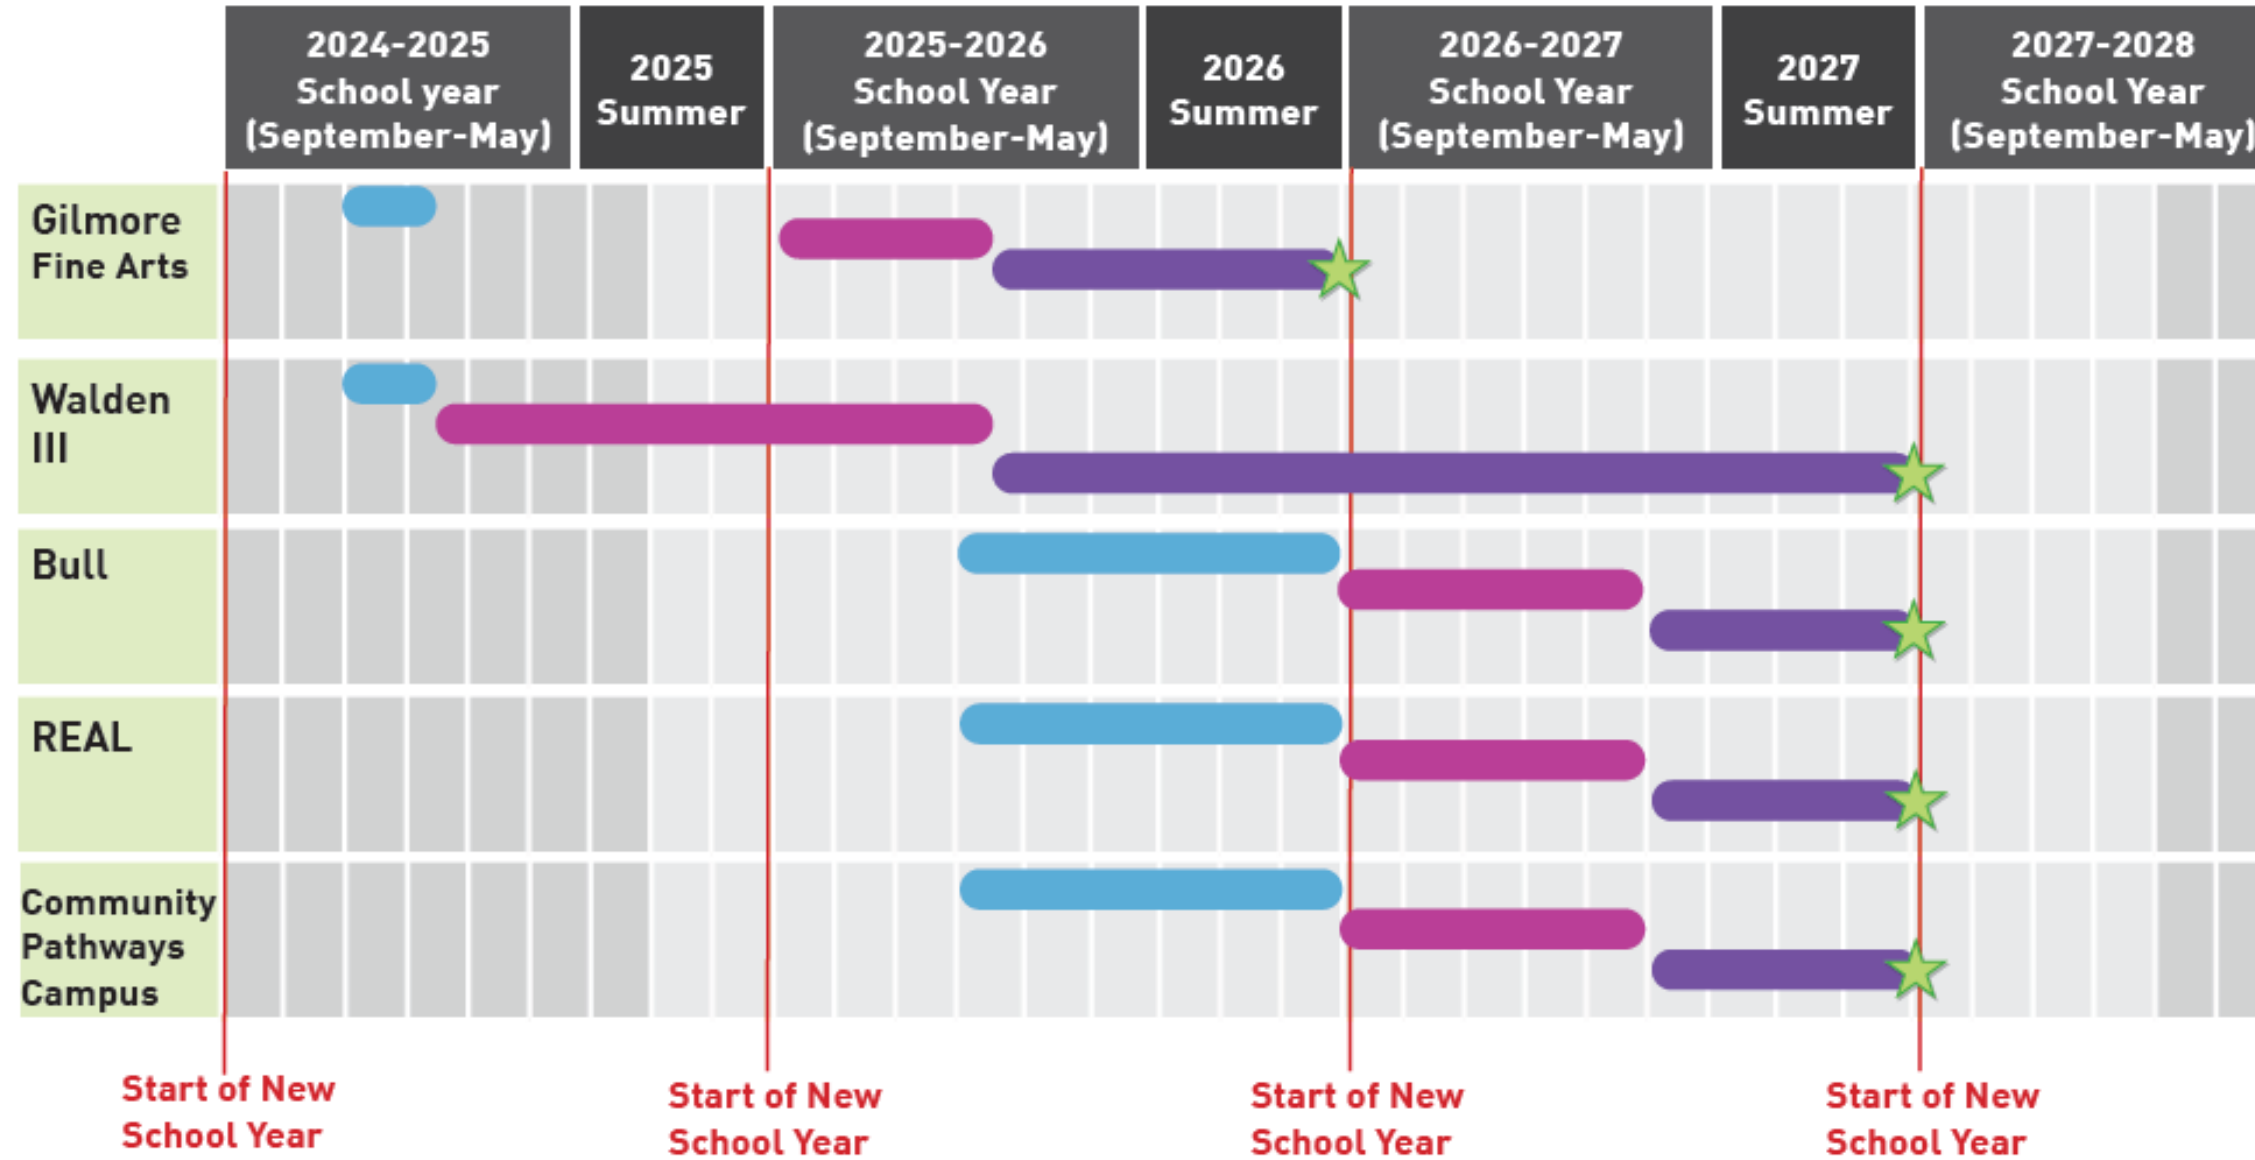 2024-2025
School year
(September-May)
2025
Summer
2025-2026
School Year
(September-May)
2026
Summer
2026-2027
School Year
(September-May)
2027
Summer
2027-2028
School Year
(September-May)
Gilmore
Fine Arts
Walden
III
Bull
REAL
Community
Pathways
Campus
Start of New
School Year
Start of New
School Year
Start of New
School Year
Start of New
School Year